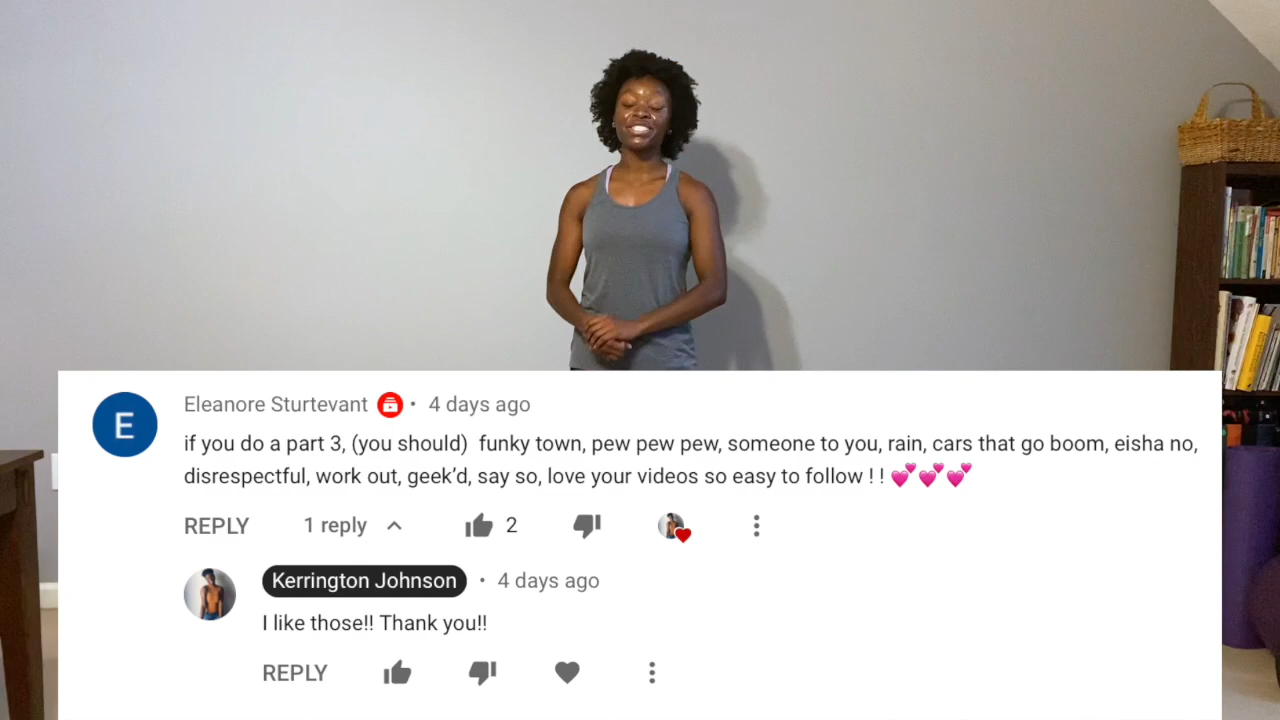 E
Eleanore Sturtevant • 4 days ago
if you do a part 3, (you should) funky town, pew pew pew, someone to you, rain, cars that go boom, eisha no,
disrespectful, work out, geek’d, say so, love your videos so easy to follow ! ! 💕💕💕
REPLY 1 reply 2
Kerrington Johnson • 4 days ago
I like those!! Thank you!!
REPLY